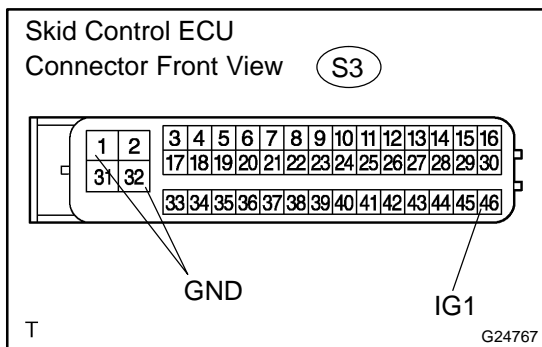 Skid Control ECU
Connector Front View S3
1 2 3 4 5 6 7 8 9 10 11 12 13 14 15 16
31 32 17 18 19 20 21 22 23 24 25 26 27 28 29 30
33 34 35 36 37 38 39 40 41 42 43 44 45 46
GND IG1
T G24767